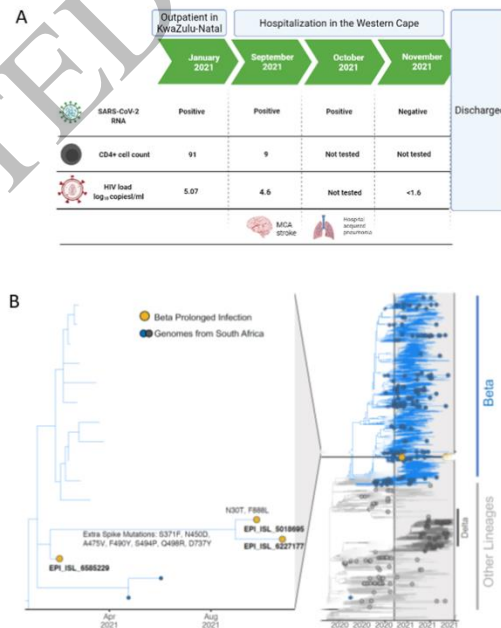 A
Outpatient in
KwaZulu-Natal
Hospitalization in the Western Cape
January
2021
September
2021
October
2021
November
2021
Discharged
SARS-CoV-2
RNA
Positive
Positive
Positive
Negative
CD4+ cell count
91
9
Not tested
Not tested
HIV load
log₁₀ copies/ml
5.07
4.6
Not tested
<1.6
MCA
stroke
Hospital
acquired
pneumonia
B
Beta Prolonged Infection
Genomes from South Africa
Extra Spike Mutations: S371F, N450D,
A475V, F490Y, S494P, Q498R, D737Y
N30T, F888L
EPI_ISL_5018695
EPI_ISL_6227177
EPI_ISL_6585229
Apr
2021
Aug
2021
Beta
Delta
Other Lineages
2020 2020 2020 2021 2021 2021